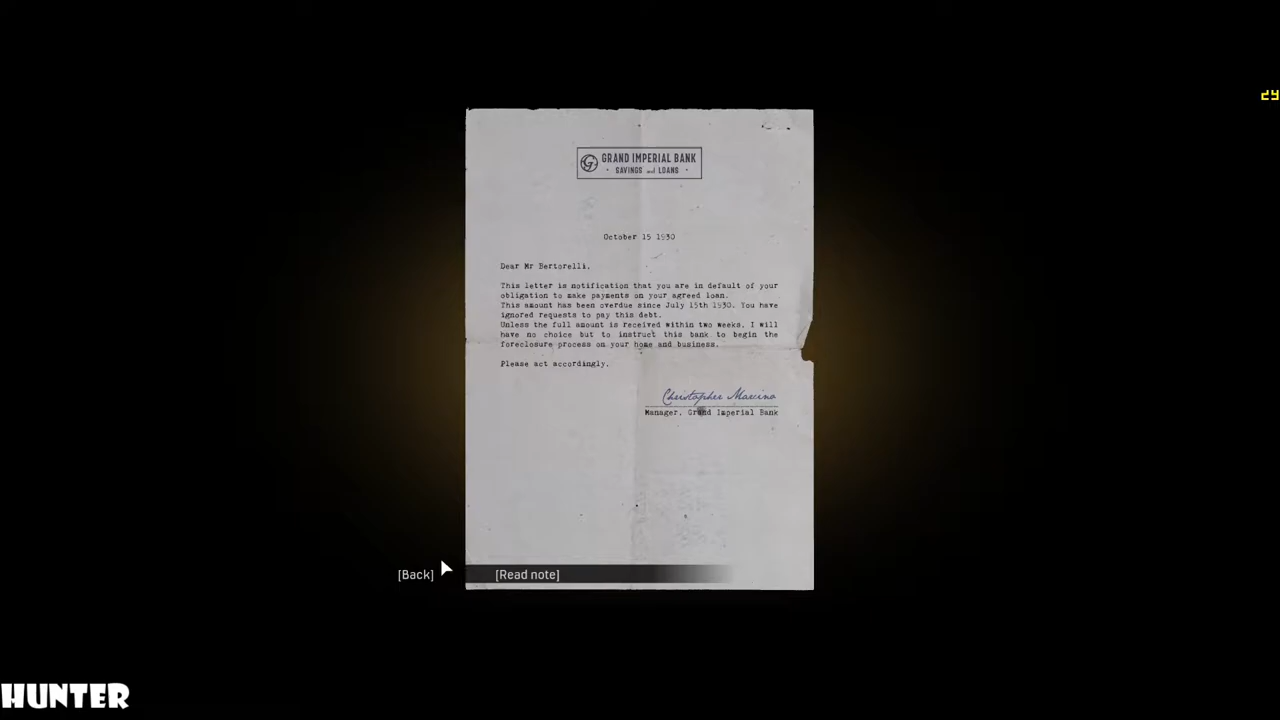 GRAND IMPERIAL BANK
SAVINGS and LOANS
October 15 1930
Dear Mr Bertorelli,
This letter is notification that you are in default of your
obligation to make payments on your agreed loan.
This amount has been overdue since July 15th 1930. You have
ignored requests to pay this debt.
Unless the full amount is received within two weeks, I will
have no choice but to instruct this bank to begin the
foreclosure process on your home and business.
Please act accordingly.
Christopher Marcino
Manager, Grand Imperial Bank
[Back]
[Read note]
HUNTER